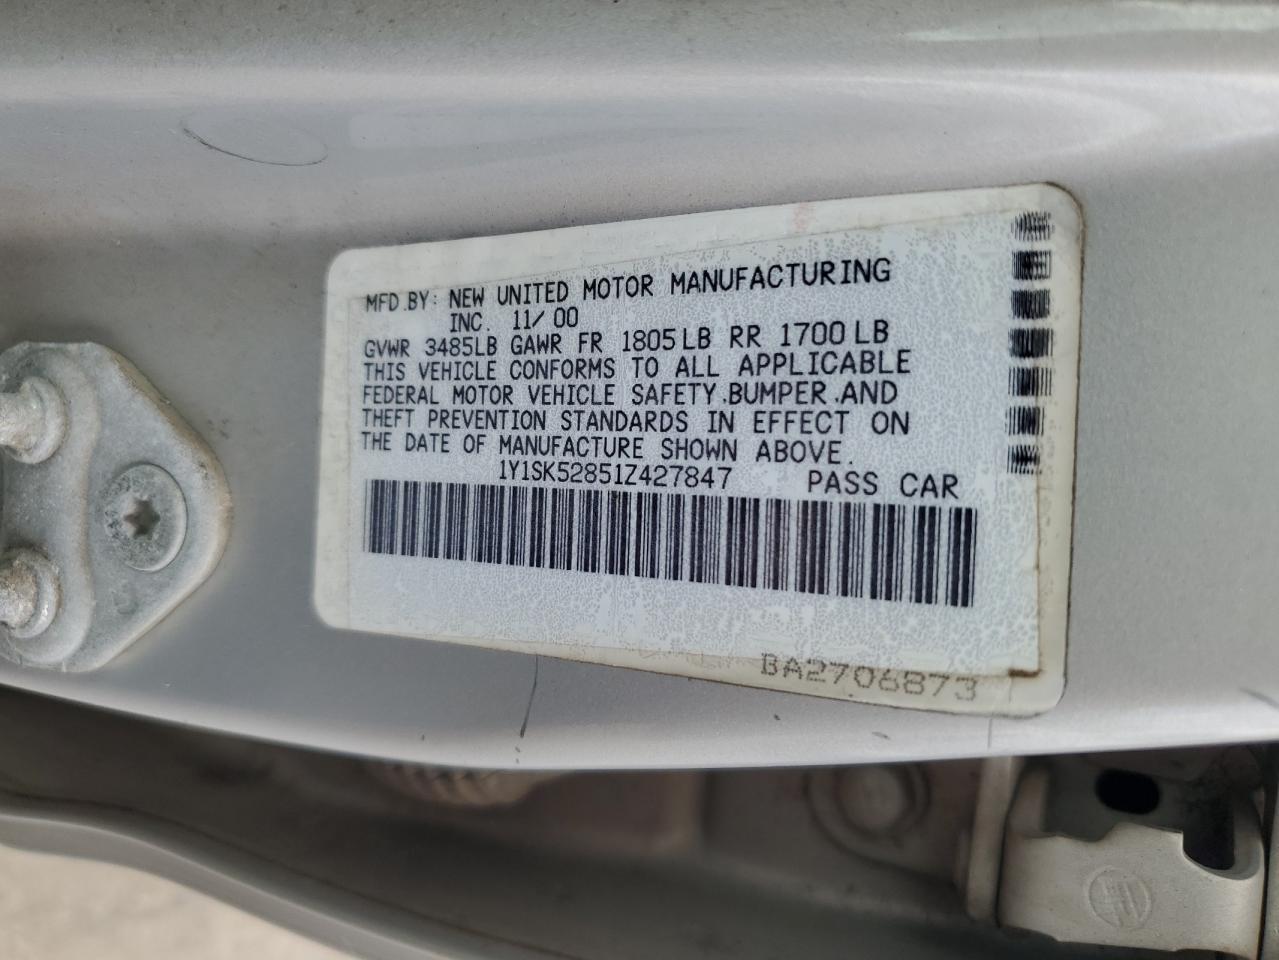 MFD.BY: NEW UNITED MOTOR MANUFACTURING
INC. 11/00
GVWR 3485LB GAWR FR 1805LB RR 1700LB
THIS VEHICLE CONFORMS TO ALL APPLICABLE
FEDERAL MOTOR VEHICLE SAFETY.BUMPER.AND
THEFT PREVENTION STANDARDS IN EFFECT ON
THE DATE OF MANUFACTURE SHOWN ABOVE.
1Y1SK52851Z427847 PASS CAR
BA2706873